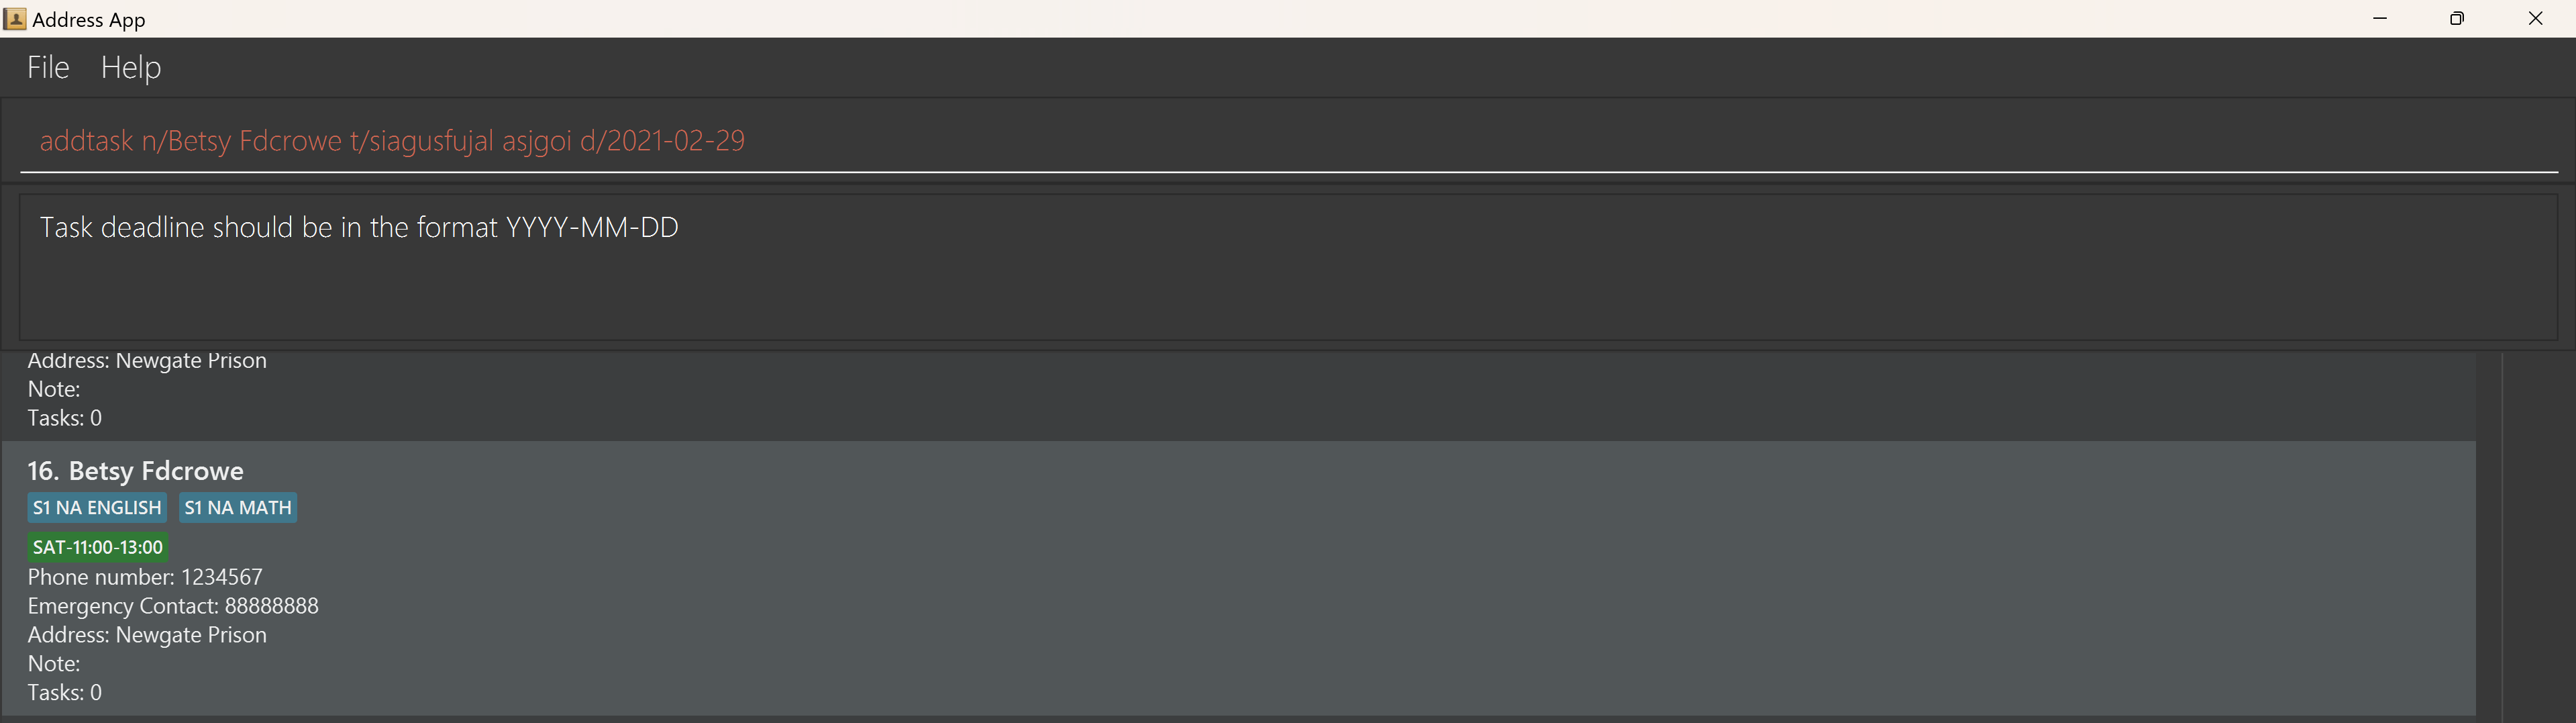 Address App
File Help
addtask n/Betsy Fdcrowe t/siagusfujal asjgoi d/2021-02-29
Task deadline should be in the format YYYY-MM-DD
Address: Newgate Prison
Note:
Tasks: 0
16. Betsy Fdcrowe
S1 NA ENGLISH S1 NA MATH
SAT-11:00-13:00
Phone number: 1234567
Emergency Contact: 88888888
Address: Newgate Prison
Note:
Tasks: 0